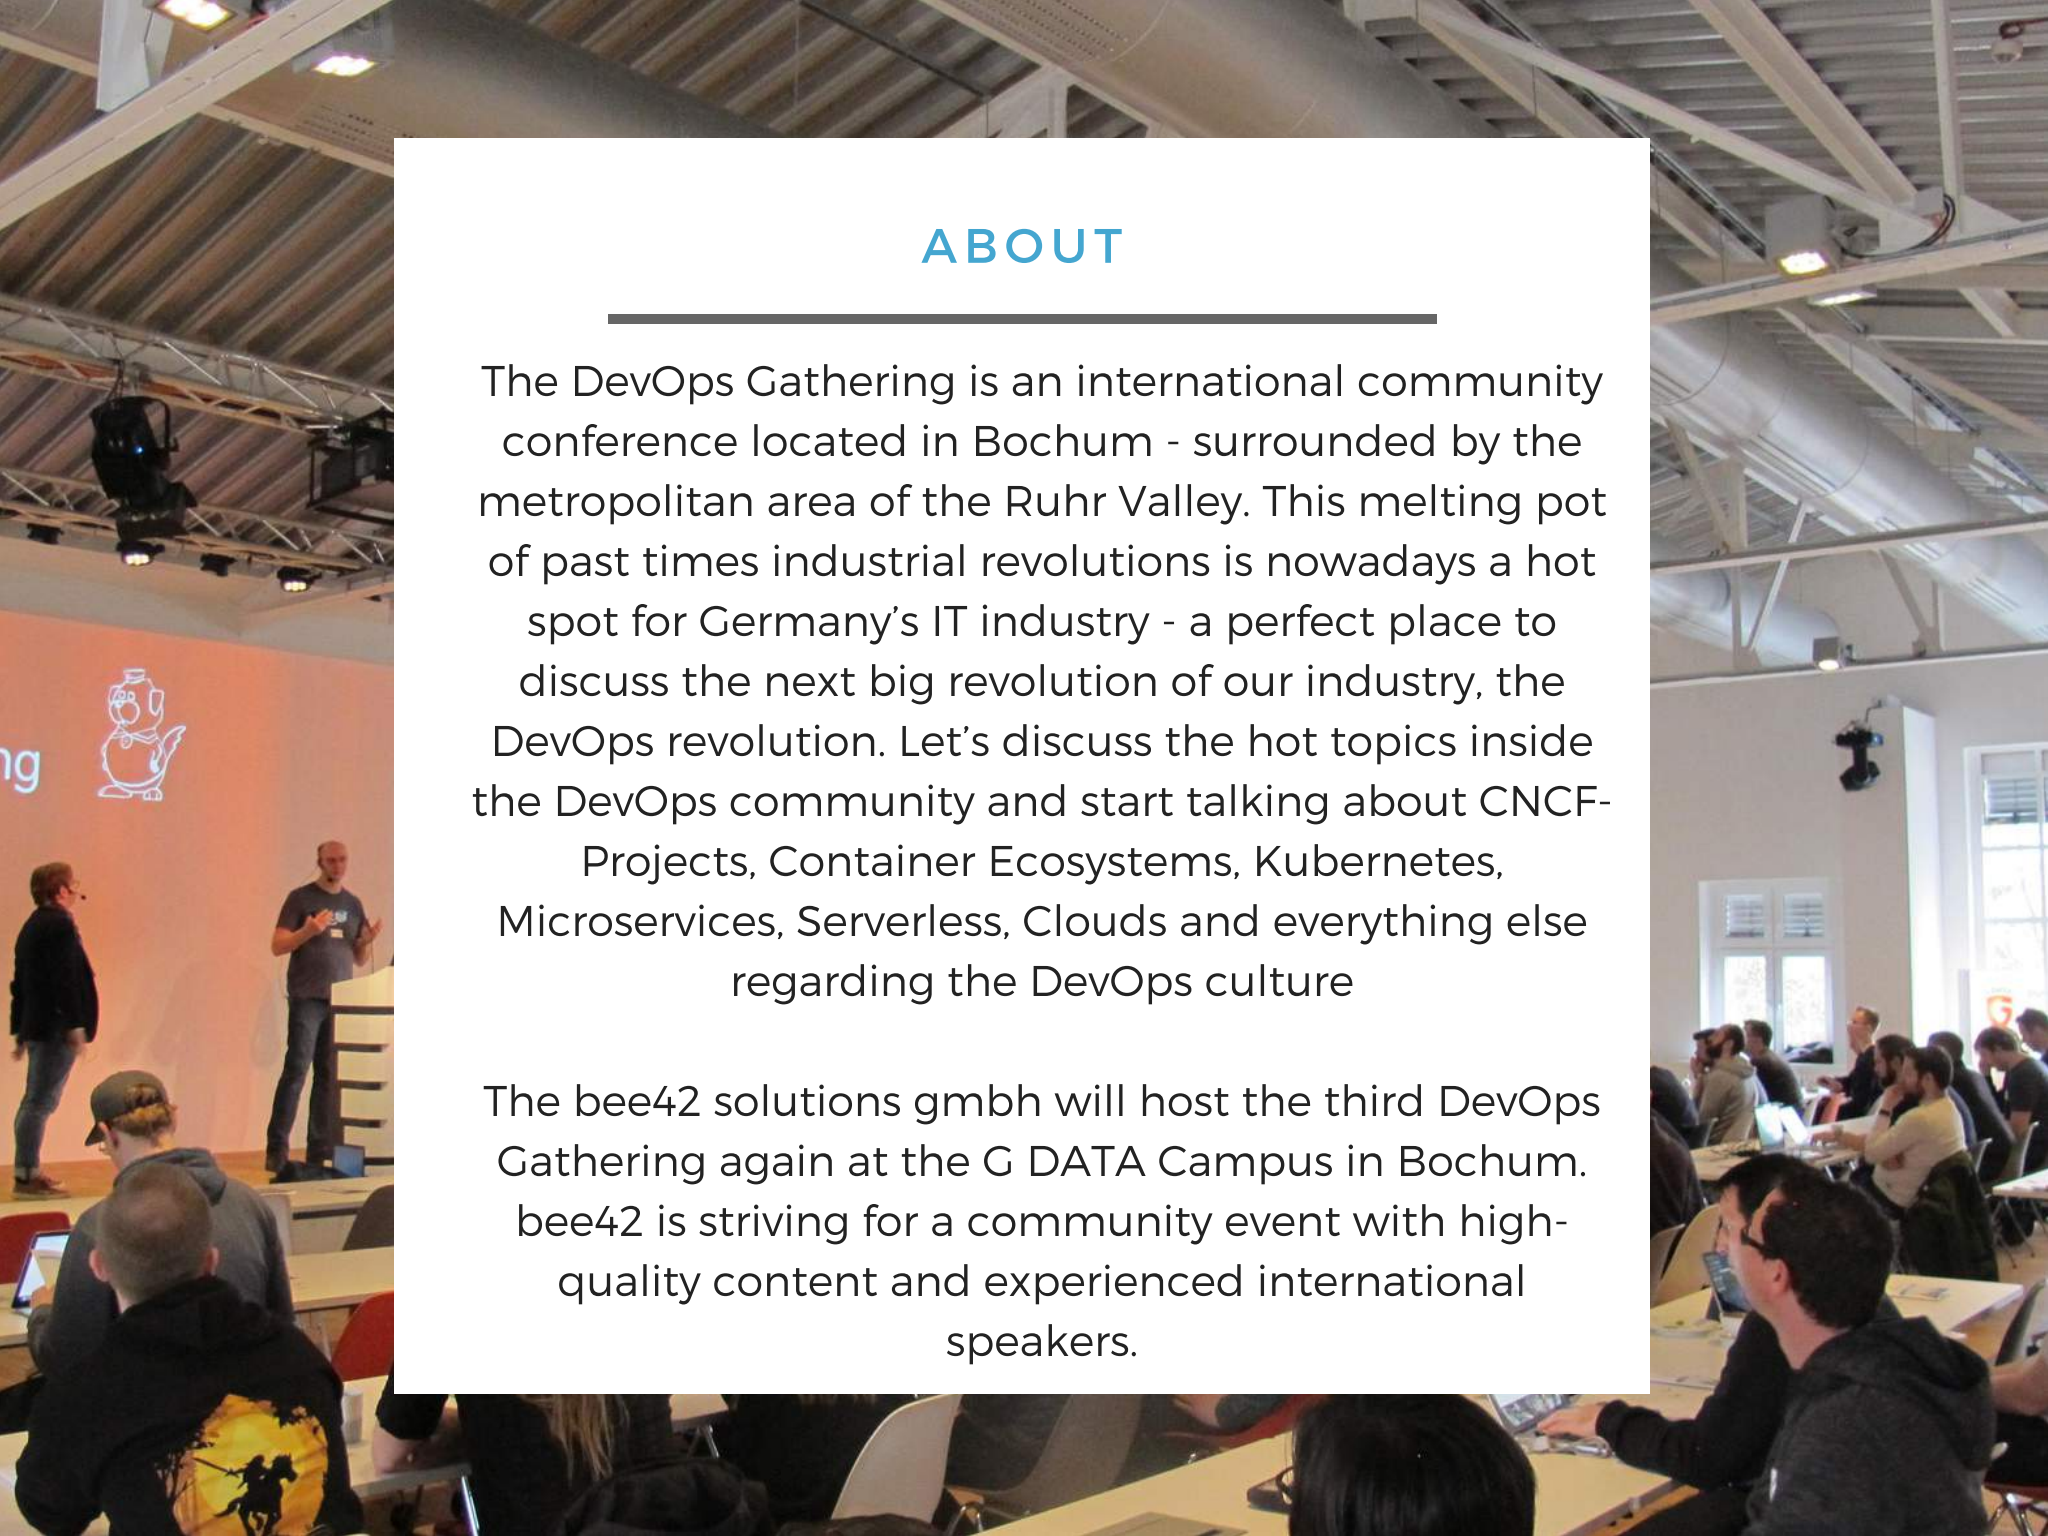 ABOUT
The DevOps Gathering is an international community
conference located in Bochum - surrounded by the
metropolitan area of the Ruhr Valley. This melting pot
of past times industrial revolutions is nowadays a hot
spot for Germany’s IT industry - a perfect place to
discuss the next big revolution of our industry, the
DevOps revolution. Let’s discuss the hot topics inside
the DevOps community and start talking about CNCF-
Projects, Container Ecosystems, Kubernetes,
Microservices, Serverless, Clouds and everything else
regarding the DevOps culture
The bee42 solutions gmbh will host the third DevOps
Gathering again at the G DATA Campus in Bochum.
bee42 is striving for a community event with high-
quality content and experienced international
speakers.
ng